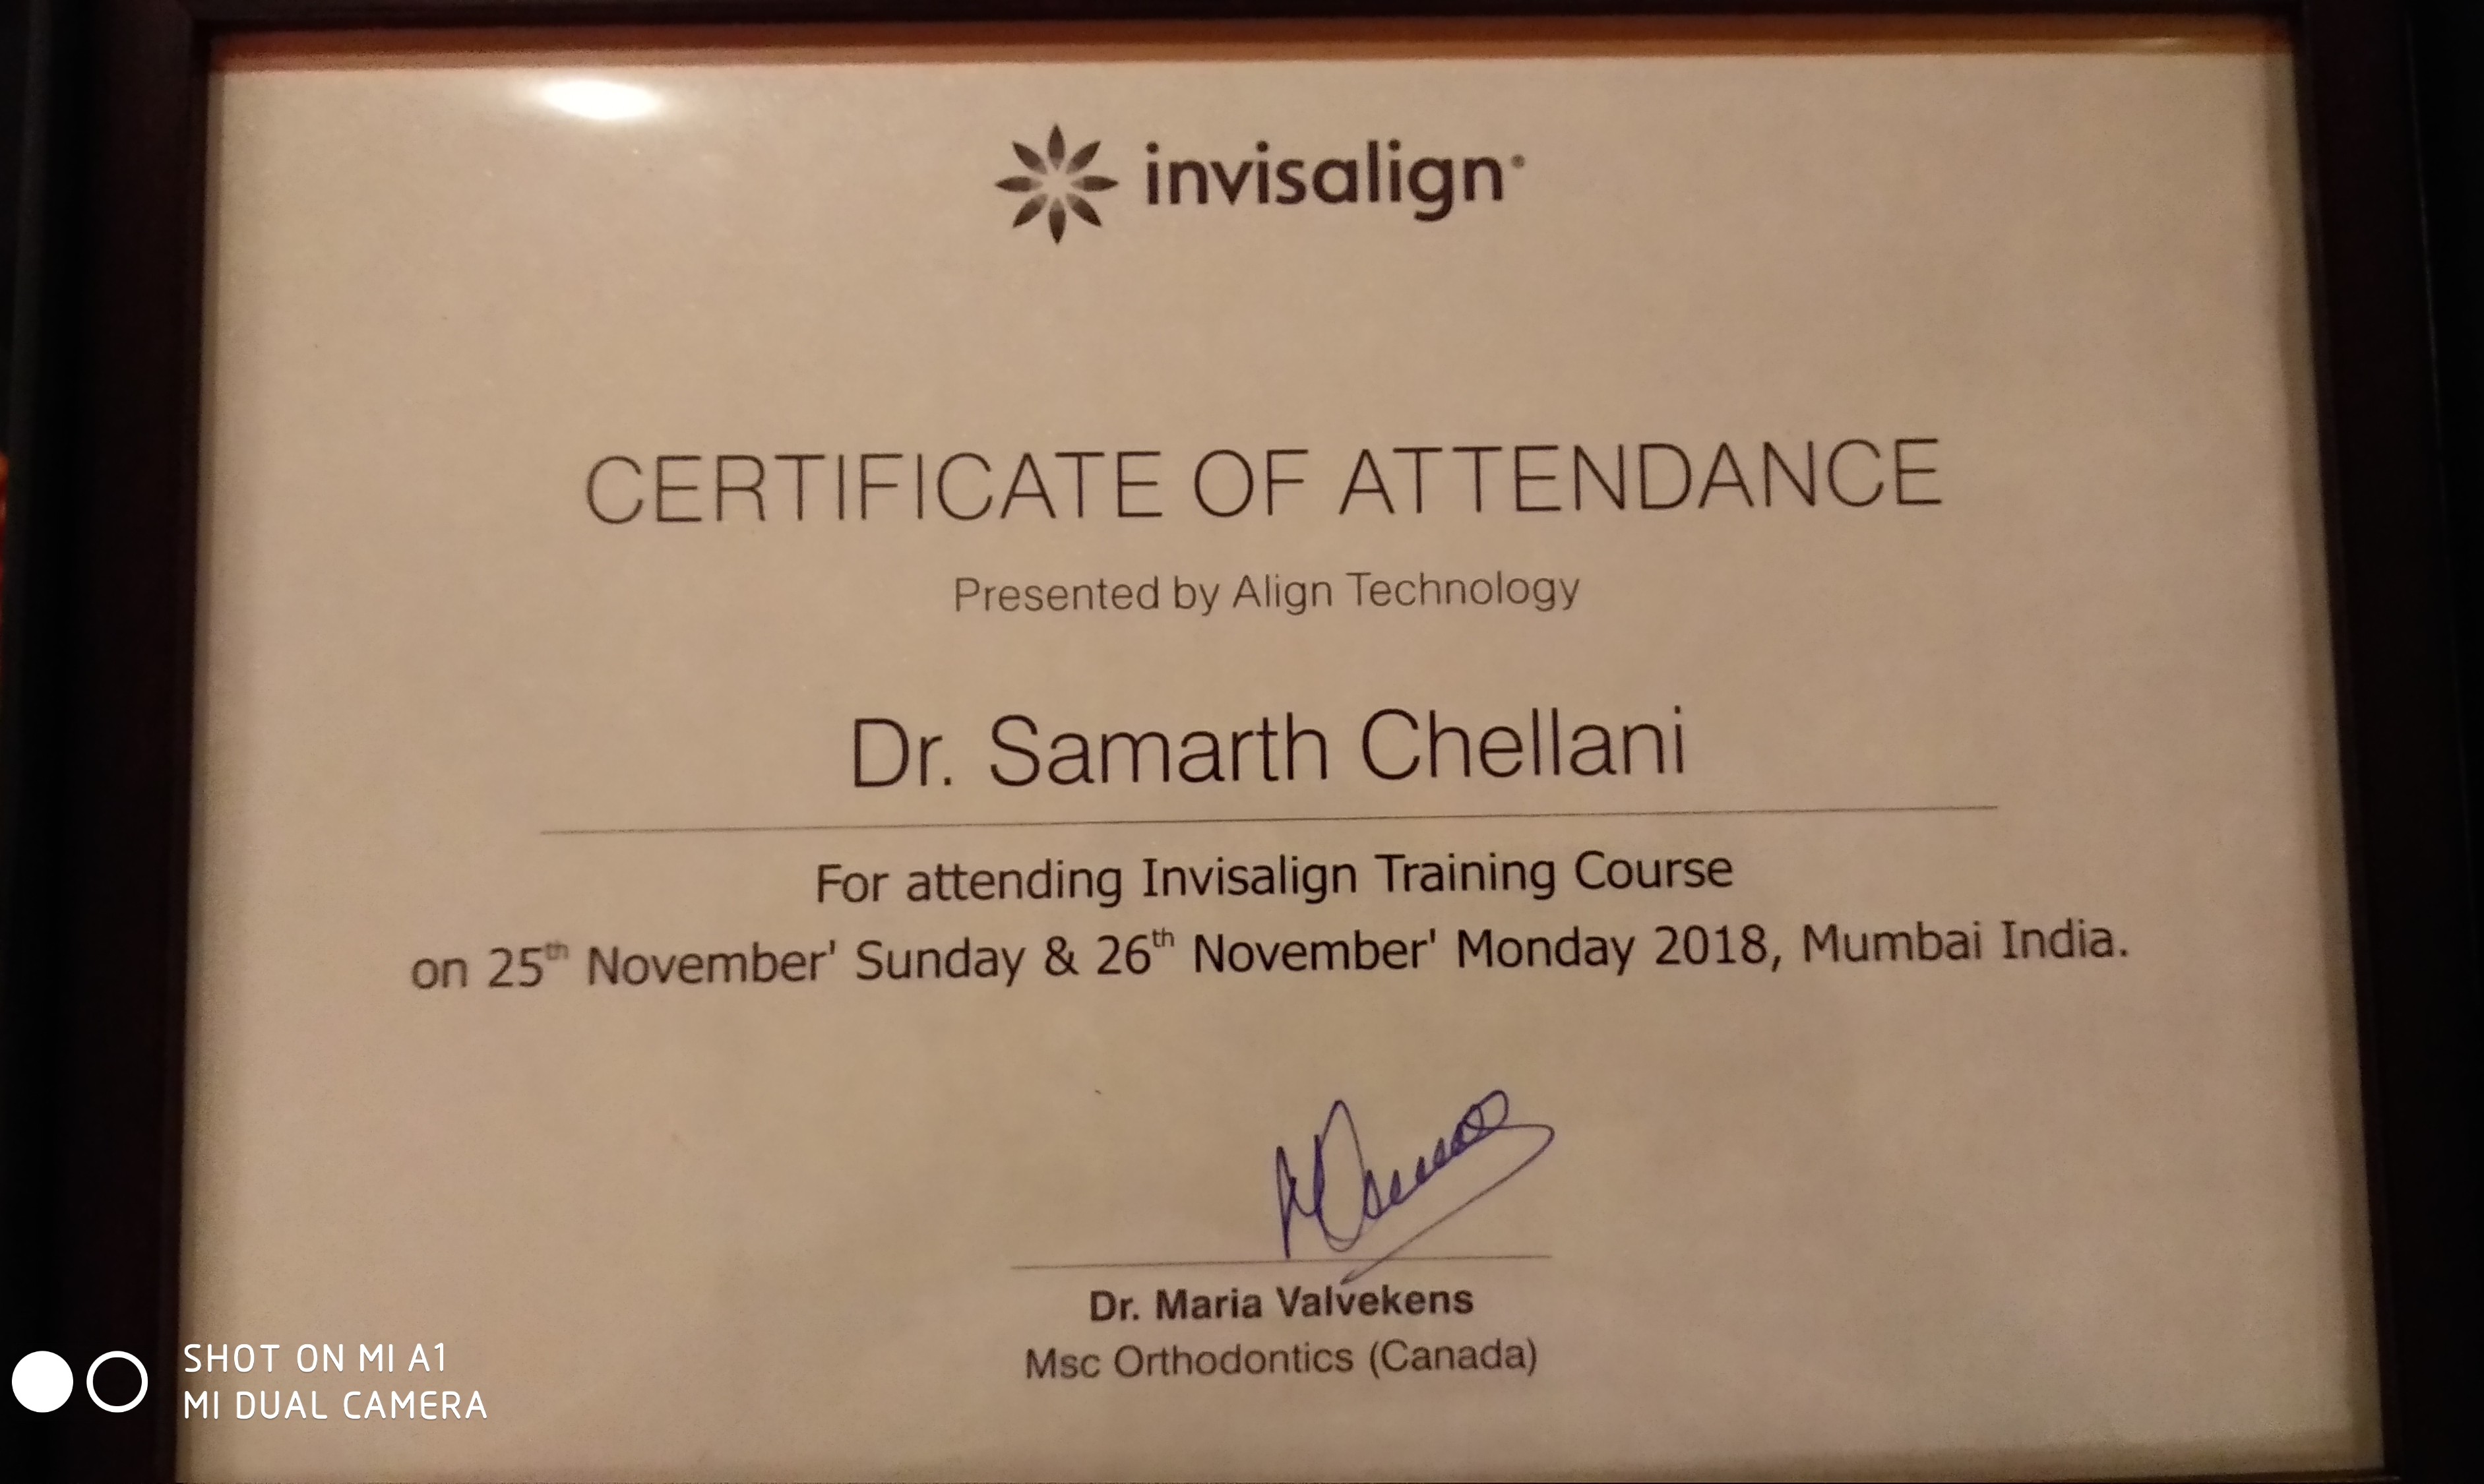 invisalign®
CERTIFICATE OF ATTENDANCE
Presented by Align Technology
Dr. Samarth Chellani
For attending Invisalign Training Course
on 25th November' Sunday & 26th November' Monday 2018, Mumbai India.
Dr. Maria Valvekens
Msc Orthodontics (Canada)
SHOT ON MI A1
MI DUAL CAMERA